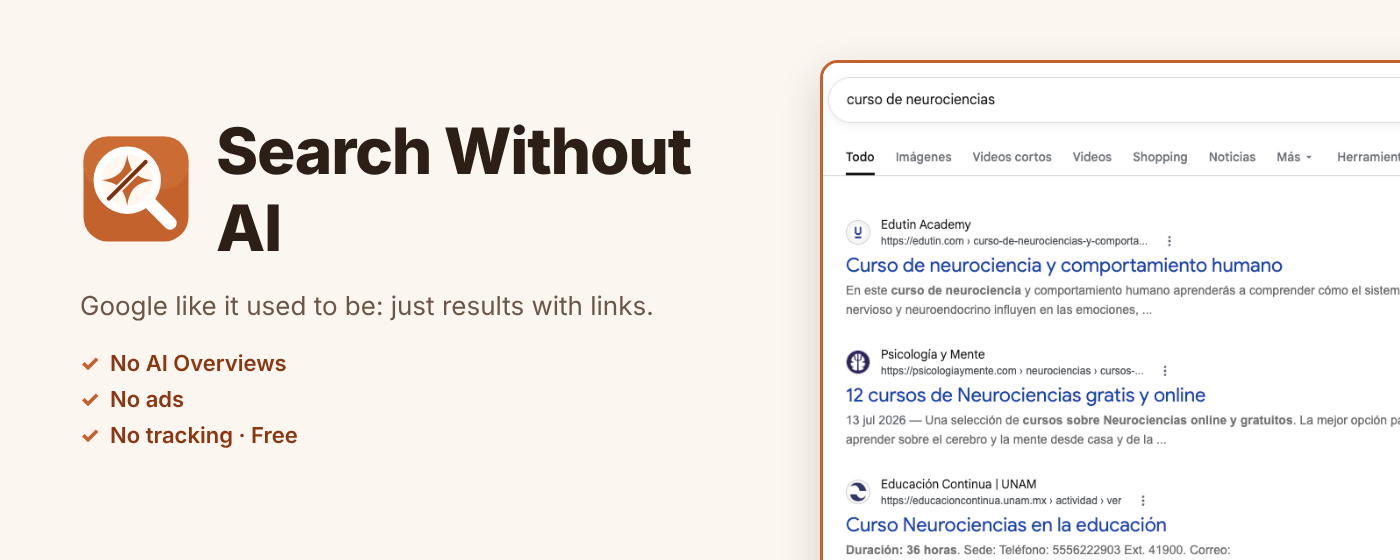 Search Without
AI
Google like it used to be: just results with links.
No AI Overviews
No ads
No tracking · Free
curso de neurociencias
Todo Imágenes Videos cortos Videos Shopping Noticias Más Herramient
Edutin Academy
https://edutin.com › curso-de-neurociencias-y-comporta...
Curso de neurociencia y comportamiento humano
En este curso de neurociencia y comportamiento humano aprenderás a comprender cómo el sistem
nervioso y neuroendocrino influyen en las emociones, ...
Psicología y Mente
https://psicologiaymente.com › neurociencias › cursos-...
12 cursos de Neurociencias gratis y online
13 jul 2026 — Una selección de cursos sobre Neurociencias online y gratuitos. La mejor opción pa
aprender sobre el cerebro y la mente desde casa y de la ...
Educación Continua | UNAM
https://educacioncontinua.unam.mx › actividad › ver
Curso Neurociencias en la educación
Duración: 36 horas. Sede: Teléfono: 5556222903 Ext. 41900. Correo: